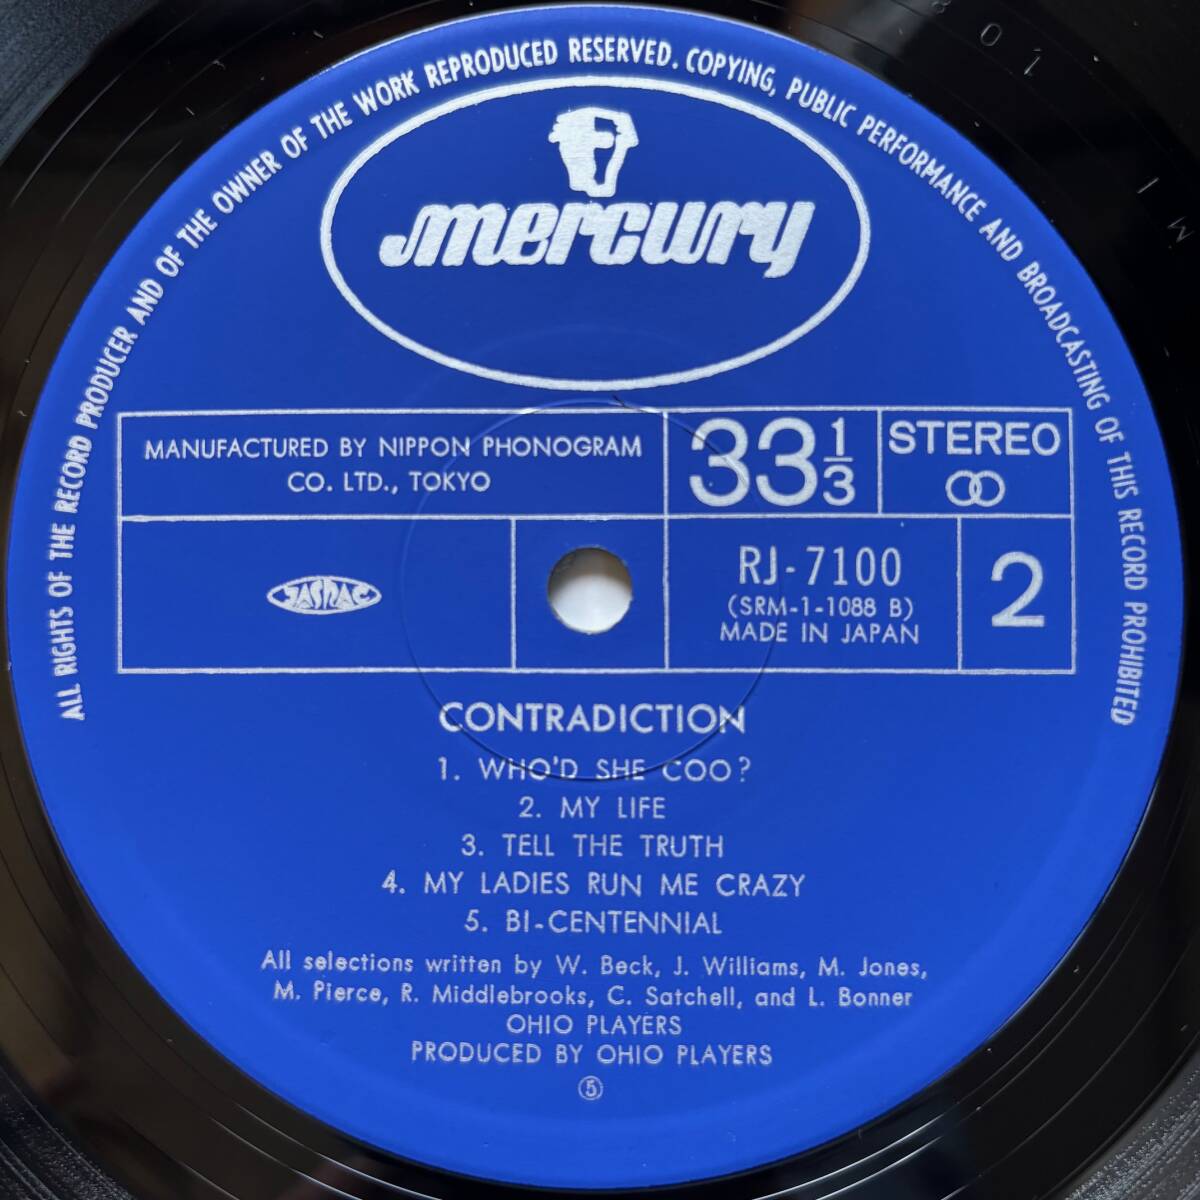 ALL RIGHTS OF THE RECORD PRODUCER AND OF THE OWNER OF THE WORK REPRODUCED RESERVED. COPYING, PUBLIC PERFORMANCE AND BROADCASTING OF THIS RECORD PROHIBITED
mercury
MANUFACTURED BY NIPPON PHONOGRAM
CO. LTD., TOKYO
33 1/3
STEREO
JASRAC
RJ-7100
(SRM-1-1088 B)
MADE IN JAPAN
2
CONTRADICTION
1. WHO'D SHE COO?
2. MY LIFE
3. TELL THE TRUTH
4. MY LADIES RUN ME CRAZY
5. BI-CENTENNIAL
All selections written by W. Beck, J. Williams, M. Jones,
M. Pierce, R. Middlebrooks, C. Satchell, and L. Bonner
OHIO PLAYERS
PRODUCED BY OHIO PLAYERS
⑤